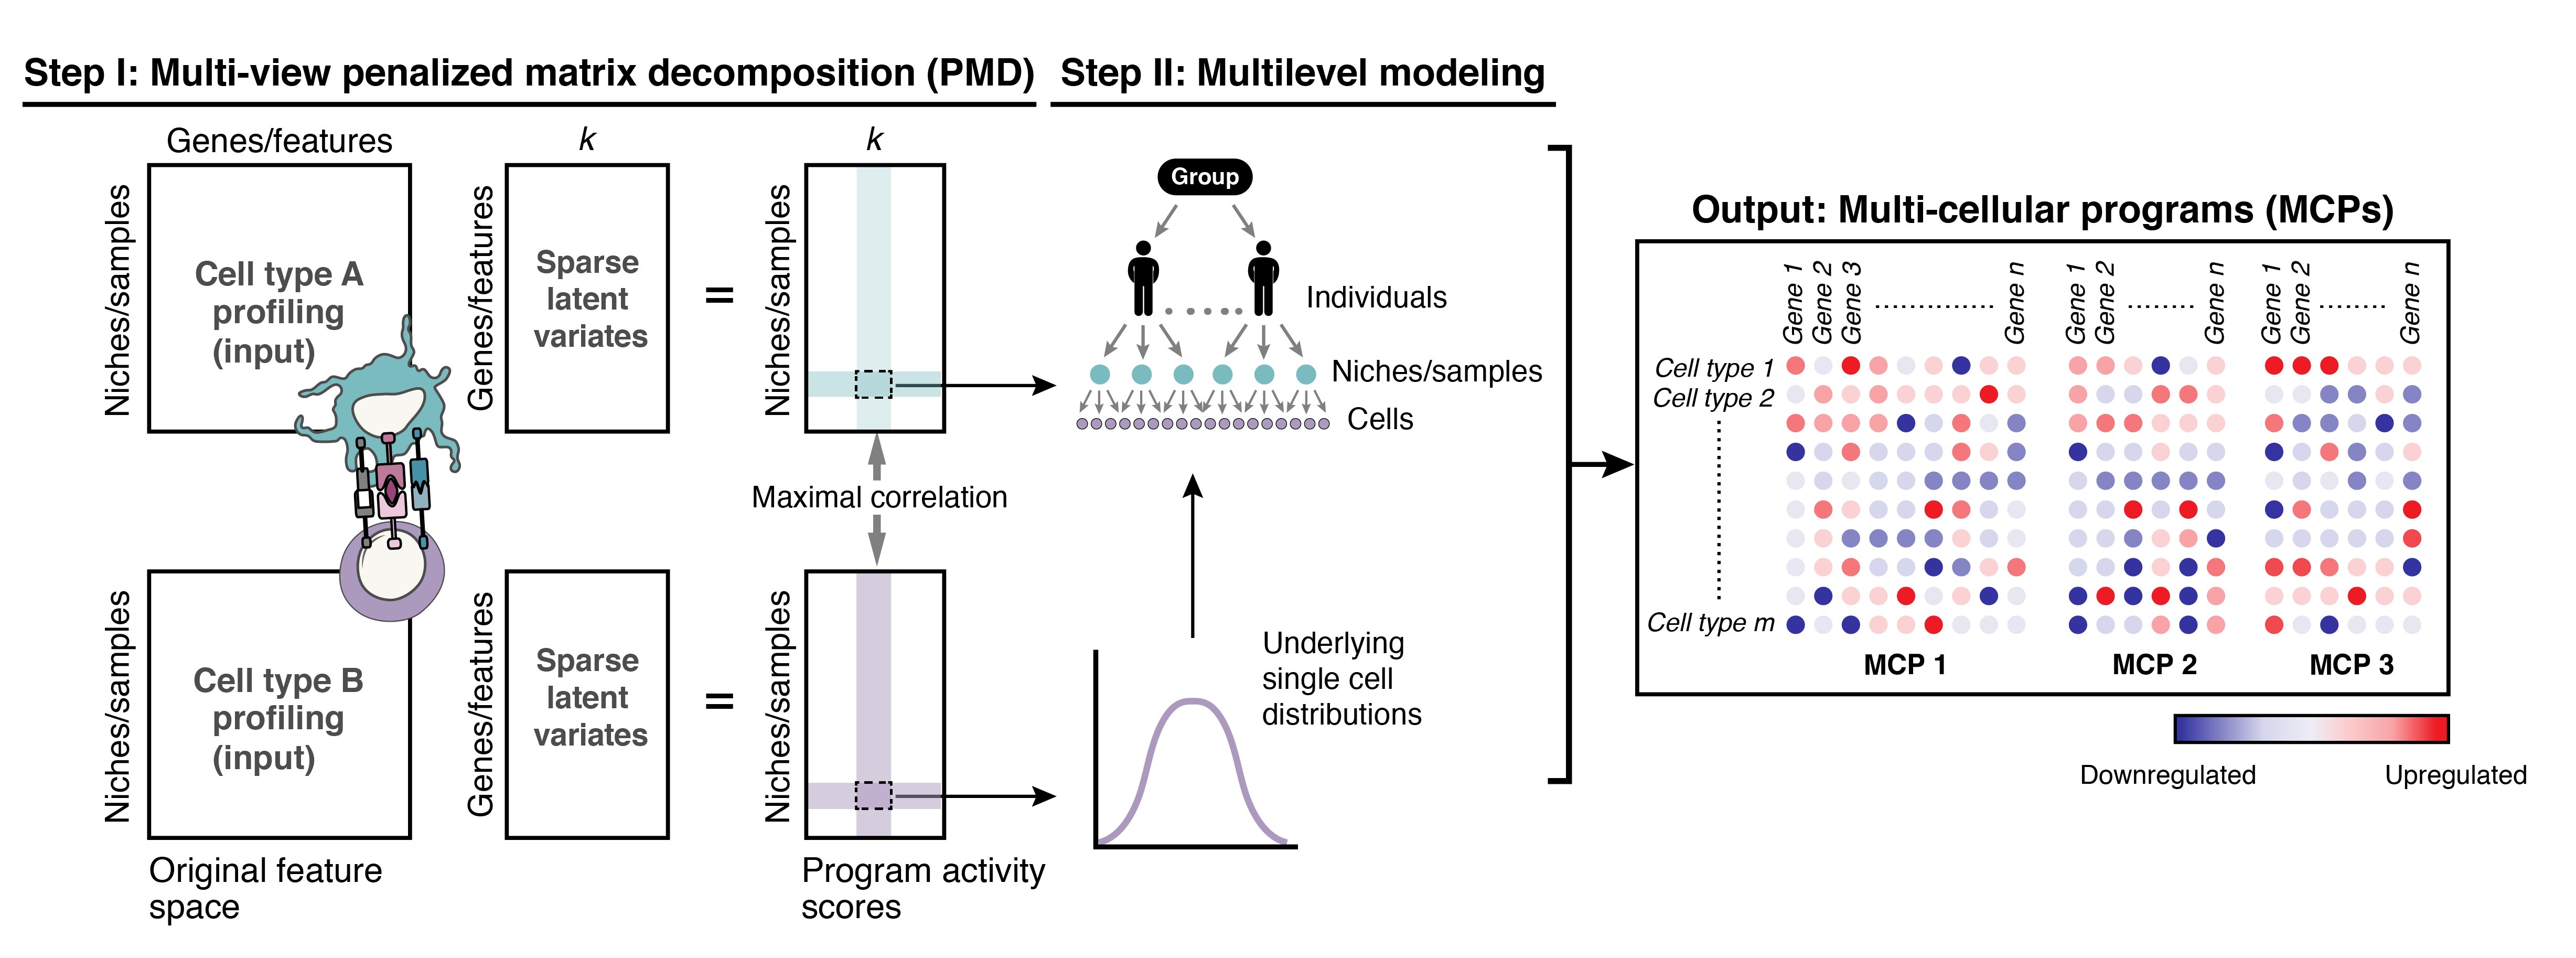 Step I: Multi-view penalized matrix decomposition (PMD)
Genes/features
k
k
Niches/samples
Cell type A
profiling
(input)
Genes/features
Sparse
latent
variates
=
Niches/samples
Maximal correlation
Niches/samples
Cell type B
profiling
(input)
Genes/features
Sparse
latent
variates
=
Niches/samples
Original feature
space
Program activity
scores
Step II: Multilevel modeling
Group
Individuals
Niches/samples
Cells
Underlying
single cell
distributions
Output: Multi-cellular programs (MCPs)
Gene 1
Gene 2
Gene 3
Gene n
Gene 1
Gene 2
Gene n
Gene 1
Gene 2
Gene n
Cell type 1
Cell type 2
Cell type m
MCP 1
MCP 2
MCP 3
Downregulated
Upregulated